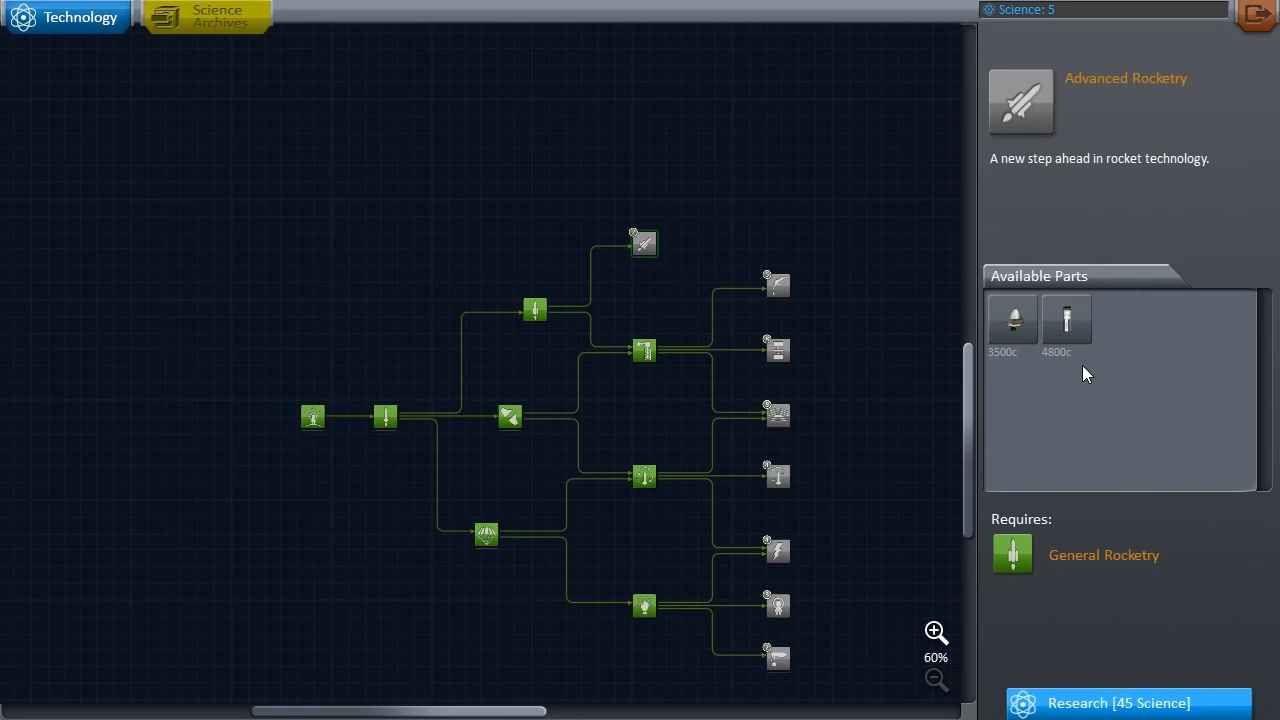 Technology
Science
Archives
Science: 5
Advanced Rocketry
A new step ahead in rocket technology.
Available Parts
3500c
4800c
Requires:
General Rocketry
60%
Research [45 Science]